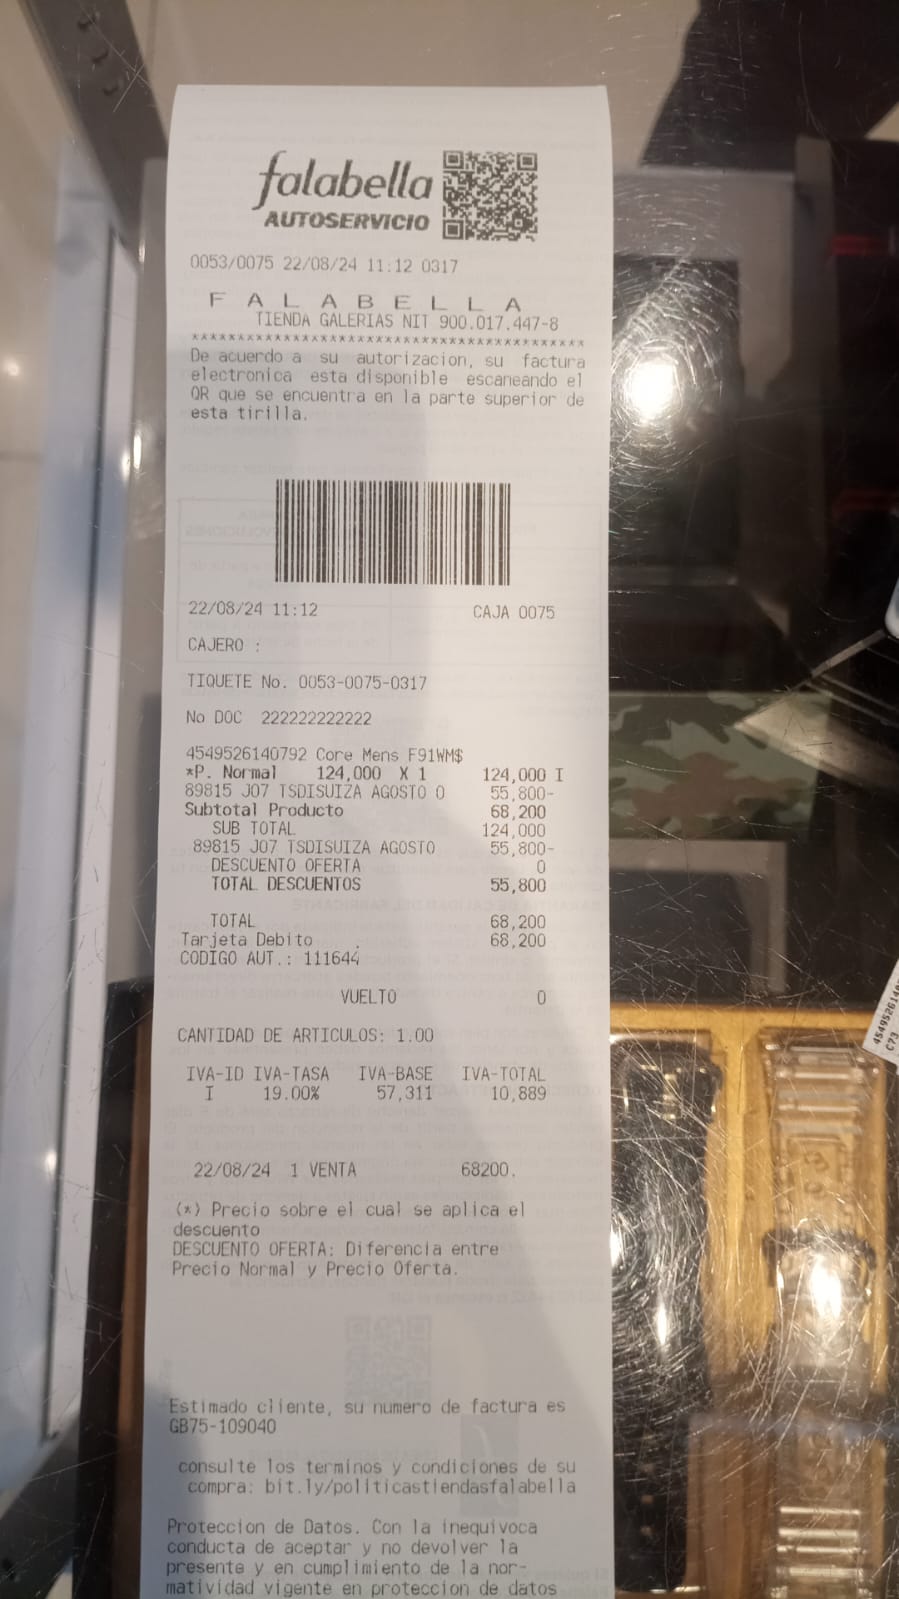 falabella
AUTOSERVICIO
0053/0075 22/08/24 11:12 0317
F A L A B E L L A
TIENDA GALERIAS NIT 900.017.447-8
******************************************
De acuerdo a su autorizacion, su factura
electronica esta disponible escaneando el
QR que se encuentra en la parte superior de
esta tirilla.
22/08/24 11:12 CAJA 0075
CAJERO :
TIQUETE No. 0053-0075-0317
No DOC 222222222222
4549526140792 Core Mens F91WM$
*P. Normal 124,000 X 1 124,000 I
89815 J07 TSDISUIZA AGOSTO 0 55,800-
Subtotal Producto 68,200
SUB TOTAL 124,000
89815 J07 TSDISUIZA AGOSTO 55,800-
DESCUENTO OFERTA 0
TOTAL DESCUENTOS 55,800
TOTAL 68,200
Tarjeta Debito . 68,200
CODIGO AUT.: 111644
VUELTO 0
CANTIDAD DE ARTICULOS: 1.00
IVA-ID IVA-TASA IVA-BASE IVA-TOTAL
I 19.00% 57,311 10,889
22/08/24 1 VENTA 68200.
(*) Precio sobre el cual se aplica el
descuento
DESCUENTO OFERTA: Diferencia entre
Precio Normal y Precio Oferta.
Estimado cliente, su numero de factura es
GB75-109040
consulte los terminos y condiciones de su
compra: bit.ly/politicastiendasfalabella
Proteccion de Datos. Con la inequivoca
conducta de aceptar y no devolver la
presente y en cumplimiento de la nor-
matividad vigente en proteccion de datos
C73